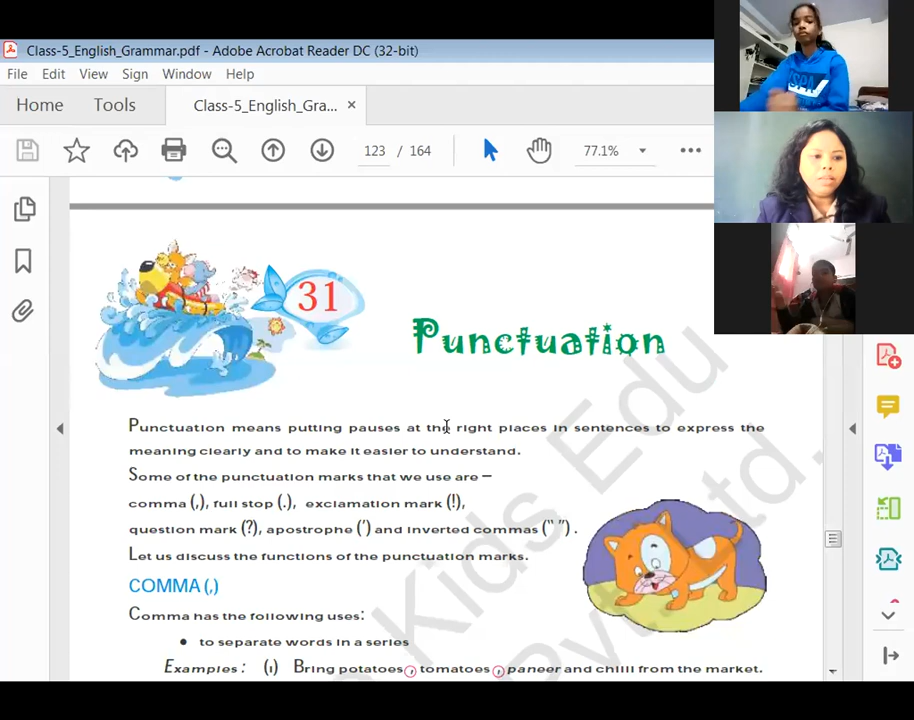 Class-5_English_Grammar.pdf - Adobe Acrobat Reader DC (32-bit)
File Edit View Sign Window Help
Home Tools Class-5_English_Gra... ×
123 / 164 77.1%
31
Punctuation
Punctuation means putting pauses at the right places in sentences to express the
meaning clearly and to make it easier to understand.
Some of the punctuation marks that we use are –
comma (,), full stop (.), exclamation mark (!),
question mark (?), apostrophe (’) and inverted commas (“ ”) .
Let us discuss the functions of the punctuation marks.
COMMA (,)
Comma has the following uses:
• to separate words in a series
Examples : (i) Bring potatoes , tomatoes , paneer and chilli from the market.
Kids Edu
Pvt. Ltd.